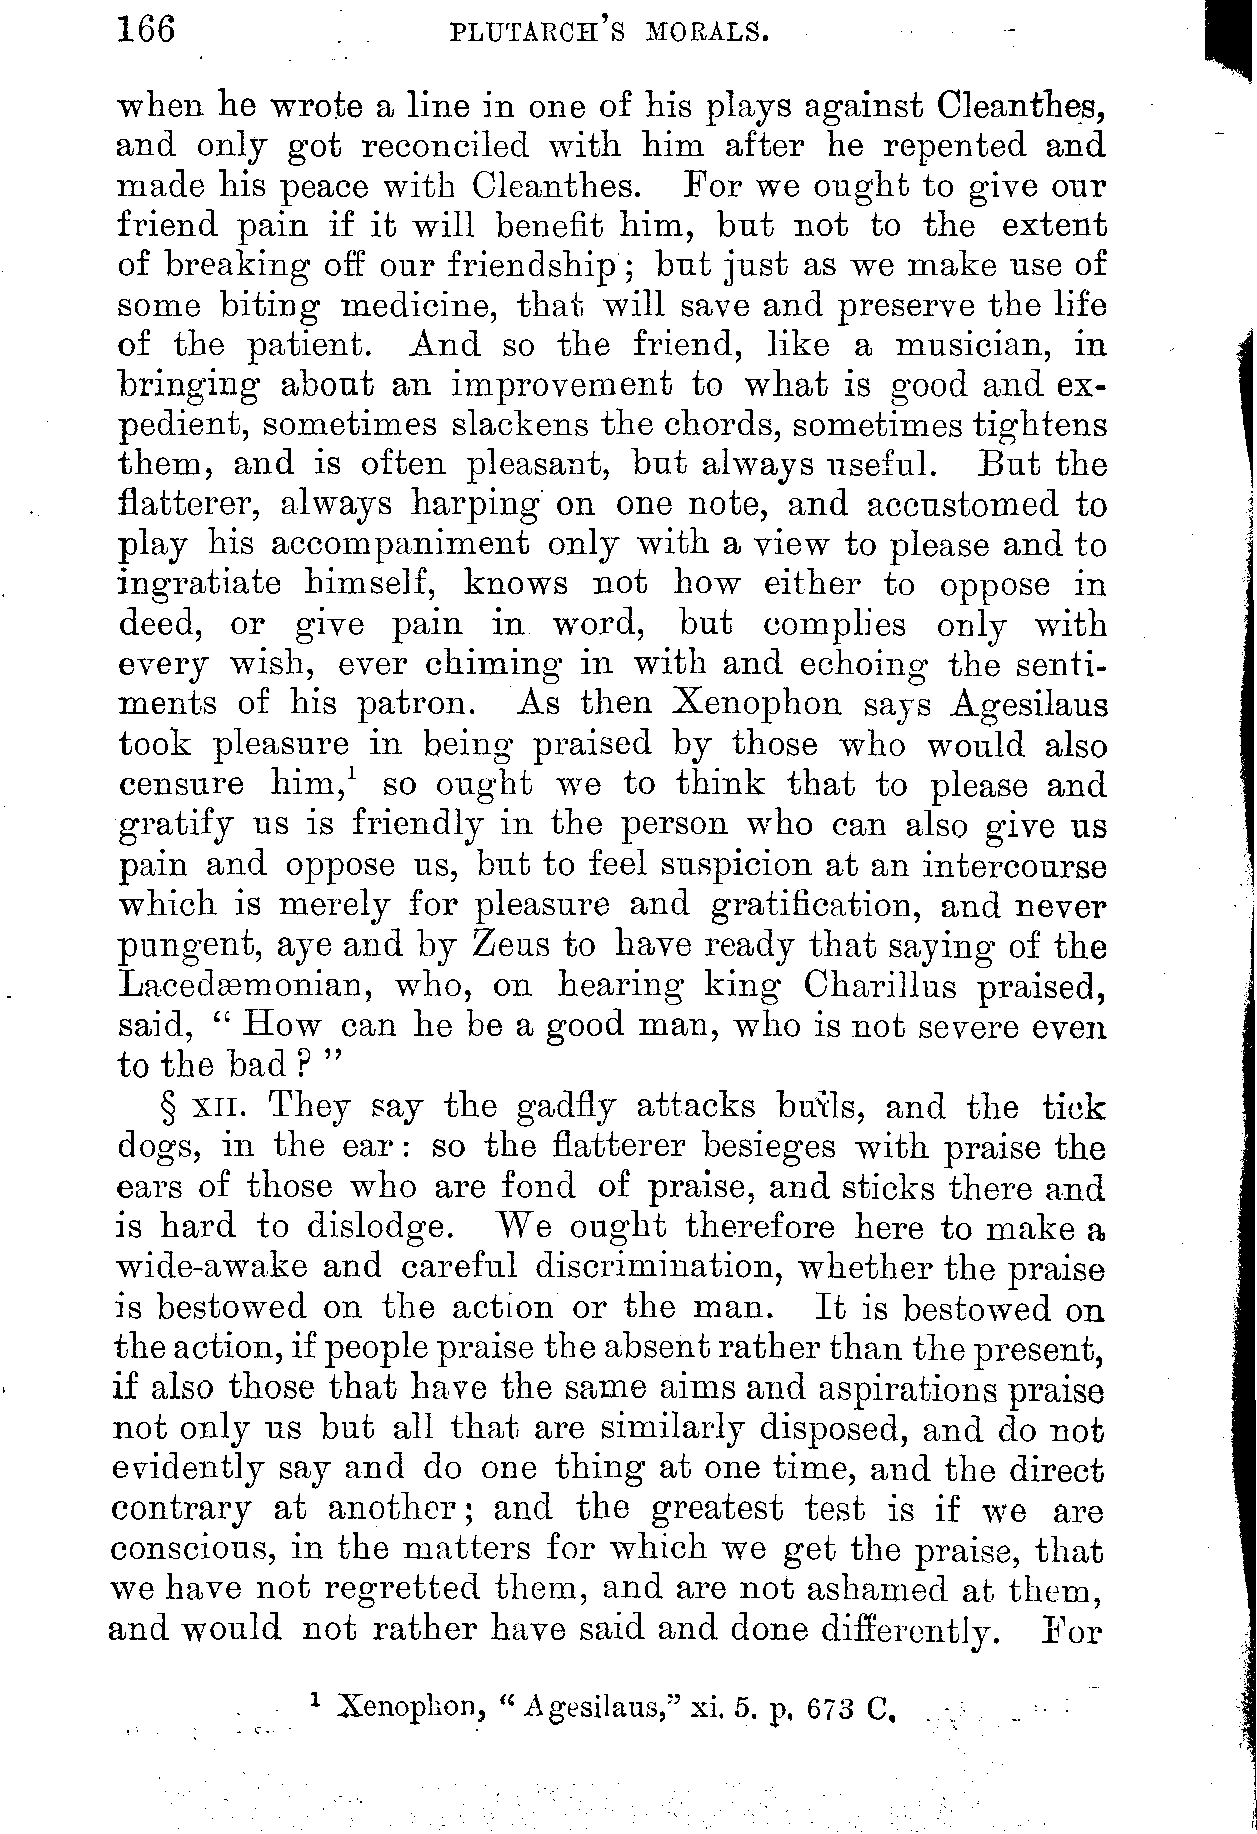 166 PLUTARCH'S MORALS.
when he wrote a line in one of his plays against Cleanthes,
and only got reconciled with him after he repented and
made his peace with Cleanthes. For we ought to give our
friend pain if it will benefit him, but not to the extent
of breaking off our friendship; but just as we make use of
some biting medicine, that will save and preserve the life
of the patient. And so the friend, like a musician, in
bringing about an improvement to what is good and ex-
pedient, sometimes slackens the chords, sometimes tightens
them, and is often pleasant, but always useful. But the
flatterer, always harping on one note, and accustomed to
play his accompaniment only with a view to please and to
ingratiate himself, knows not how either to oppose in
deed, or give pain in word, but complies only with
every wish, ever chiming in with and echoing the senti-
ments of his patron. As then Xenophon says Agesilaus
took pleasure in being praised by those who would also
censure him,¹ so ought we to think that to please and
gratify us is friendly in the person who can also give us
pain and oppose us, but to feel suspicion at an intercourse
which is merely for pleasure and gratification, and never
pungent, aye and by Zeus to have ready that saying of the
Lacedæmonian, who, on hearing king Charillus praised,
said, "How can he be a good man, who is not severe even
to the bad?"
§ XII. They say the gadfly attacks bulls, and the tick
dogs, in the ear: so the flatterer besieges with praise the
ears of those who are fond of praise, and sticks there and
is hard to dislodge. We ought therefore here to make a
wide-awake and careful discrimination, whether the praise
is bestowed on the action or the man. It is bestowed on
the action, if people praise the absent rather than the present,
if also those that have the same aims and aspirations praise
not only us but all that are similarly disposed, and do not
evidently say and do one thing at one time, and the direct
contrary at another; and the greatest test is if we are
conscious, in the matters for which we get the praise, that
we have not regretted them, and are not ashamed at them,
and would not rather have said and done differently. For
¹ Xenophon, "Agesilaus," xi. 5. p. 673 C.